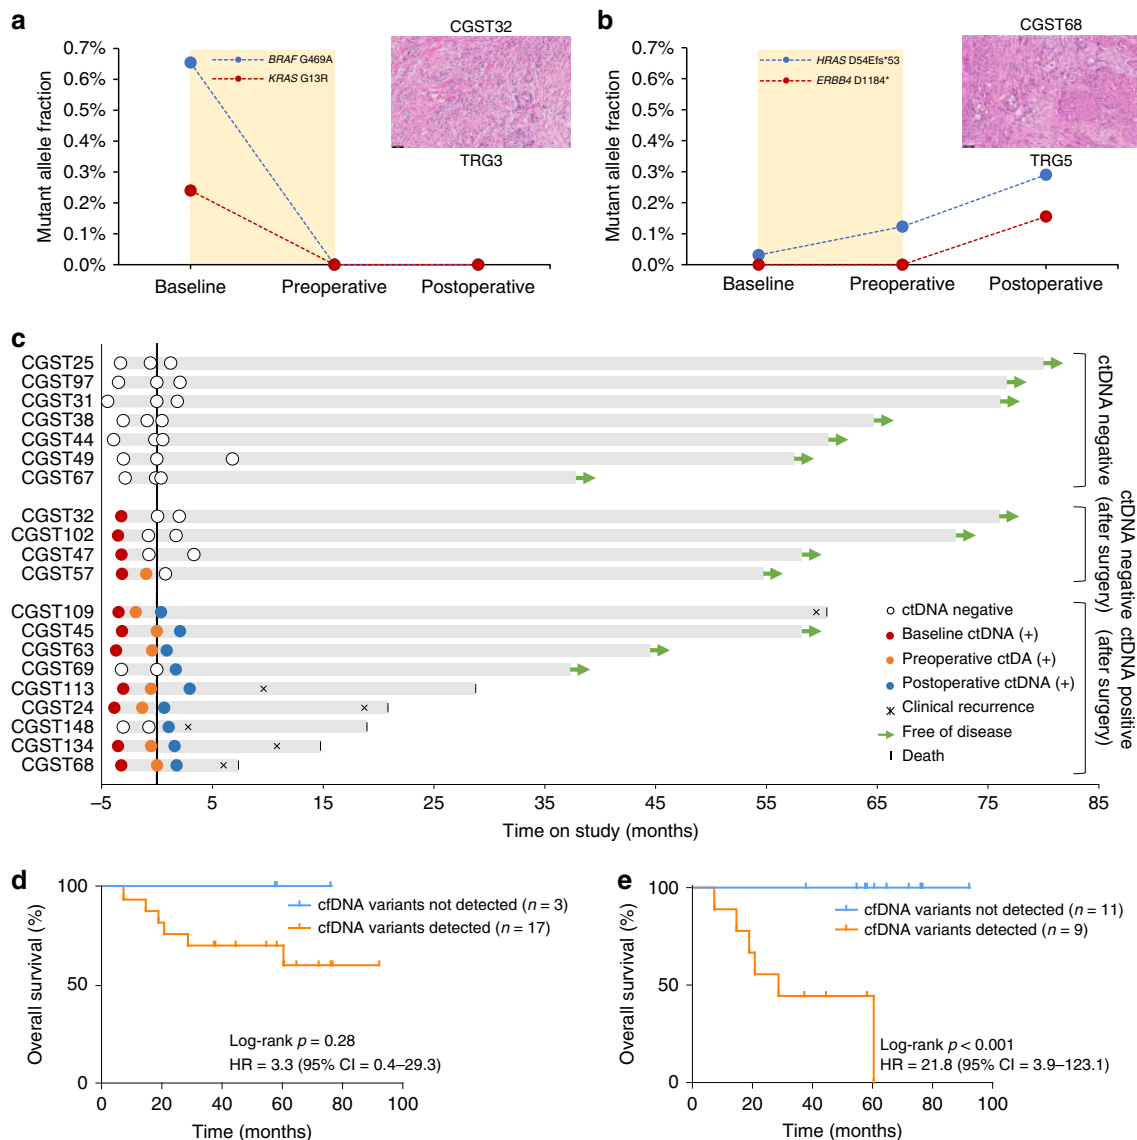 a
CGST32
0.7%
0.6%
0.5%
0.4%
0.3%
0.2%
0.1%
0.0%
Mutant allele fraction
BRAF G469A
KRAS G13R
TRG3
Baseline
Preoperative
Postoperative
b
CGST68
0.7%
0.6%
0.5%
0.4%
0.3%
0.2%
0.1%
0.0%
Mutant allele fraction
HRAS D54Efs*53
ERBB4 D1184*
TRG5
Baseline
Preoperative
Postoperative
c
CGST25
CGST97
CGST31
CGST38
CGST44
CGST49
CGST67
CGST32
CGST102
CGST47
CGST57
CGST109
CGST45
CGST63
CGST69
CGST113
CGST24
CGST148
CGST134
CGST68
ctDNA negative
ctDNA negative
(after surgery)
ctDNA positive
(after surgery)
ctDNA negative
Baseline ctDNA (+)
Preoperative ctDA (+)
Postoperative ctDNA (+)
Clinical recurrence
Free of disease
Death
–5
5
15
25
35
45
55
65
75
85
Time on study (months)
d
100
50
0
Overall survival (%)
cfDNA variants not detected (n = 3)
cfDNA variants detected (n = 17)
Log-rank p = 0.28
HR = 3.3 (95% CI = 0.4–29.3)
0
20
40
60
80
100
Time (months)
e
100
50
0
Overall survival (%)
cfDNA variants not detected (n = 11)
cfDNA variants detected (n = 9)
Log-rank p < 0.001
HR = 21.8 (95% CI = 3.9–123.1)
0
20
40
60
80
100
Time (months)